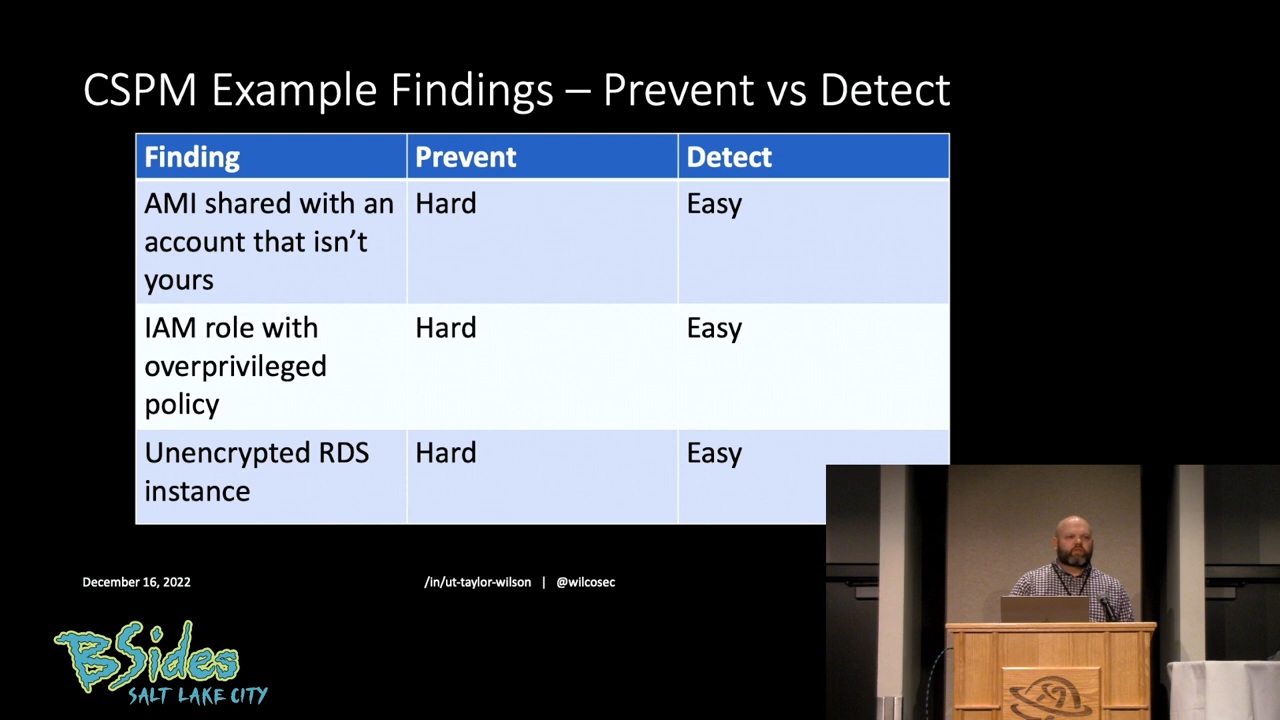 CSPM Example Findings – Prevent vs Detect
Finding Prevent Detect
AMI shared with an Hard Easy
account that isn’t
yours
IAM role with Hard Easy
overprivileged
policy
Unencrypted RDS Hard Easy
instance
December 16, 2022 /in/ut-taylor-wilson | @wilcosec
BSides
SALT LAKE CITY